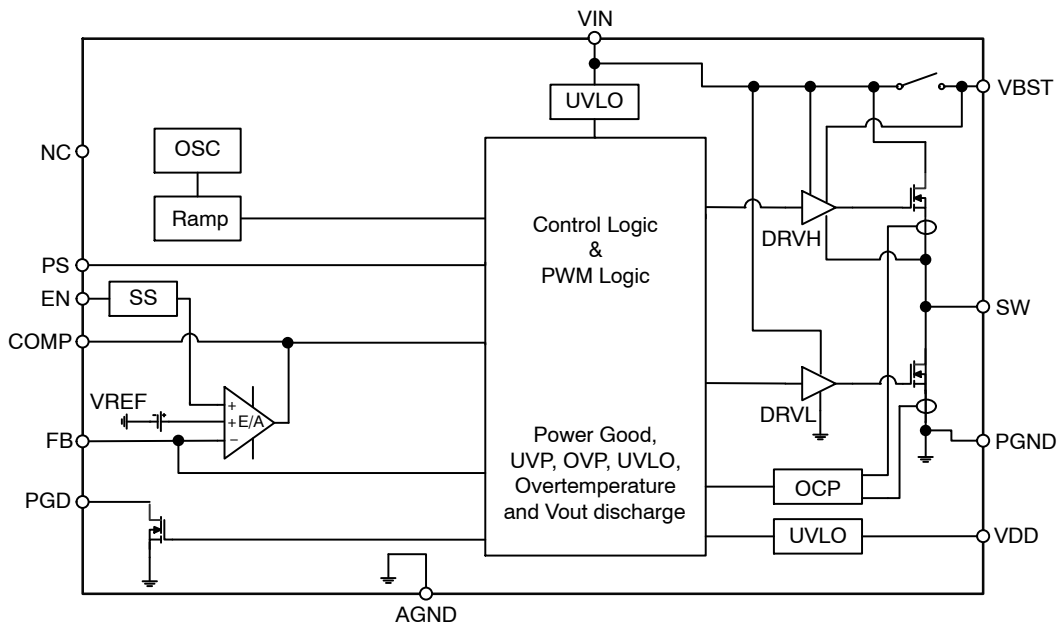 VIN
VBST
UVLO
NC
OSC
Ramp
Control Logic
&
PWM Logic
DRVH
PS
EN
SS
SW
COMP
VREF
+
+ E/A
−
DRVL
FB
Power Good,
UVP, OVP, UVLO,
Overtemperature
and Vout discharge
PGND
PGD
OCP
UVLO
VDD
AGND